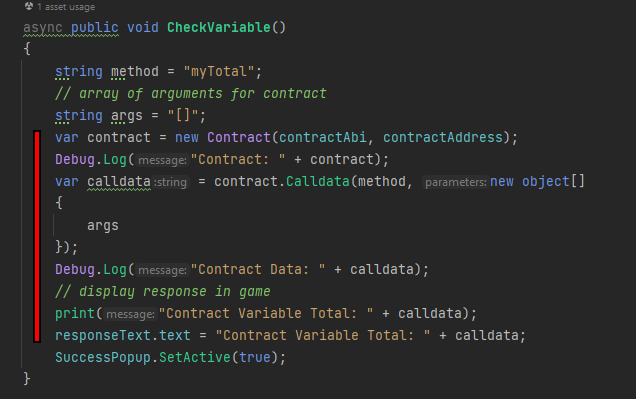 1 asset usage
async public void CheckVariable()
{
string method = "myTotal";
// array of arguments for contract
string args = "[]";
var contract = new Contract(contractAbi, contractAddress);
Debug.Log(message: "Contract: " + contract);
var calldata :string = contract.Calldata(method, parameters: new object[]
{
args
});
Debug.Log(message: "Contract Data: " + calldata);
// display response in game
print(message: "Contract Variable Total: " + calldata);
responseText.text = "Contract Variable Total: " + calldata;
SuccessPopup.SetActive(true);
}